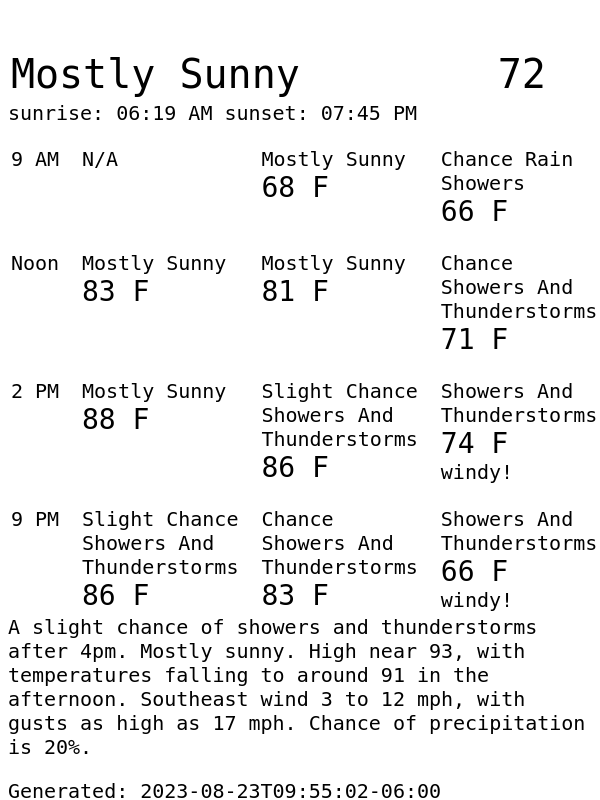 Mostly Sunny 72
sunrise: 06:19 AM sunset: 07:45 PM
9 AM N/A Mostly Sunny Chance Rain
Showers
68 F
66 F
Noon Mostly Sunny Mostly Sunny Chance
83 F 81 F Showers And
Thunderstorms
71 F
2 PM Mostly Sunny Slight Chance Showers And
88 F Showers And Thunderstorms
Thunderstorms 74 F
86 F windy!
9 PM Slight Chance Chance Showers And
Showers And Showers And Thunderstorms
Thunderstorms Thunderstorms 66 F
86 F 83 F windy!
A slight chance of showers and thunderstorms
after 4pm. Mostly sunny. High near 93, with
temperatures falling to around 91 in the
afternoon. Southeast wind 3 to 12 mph, with
gusts as high as 17 mph. Chance of precipitation
is 20%.
Generated: 2023-08-23T09:55:02-06:00